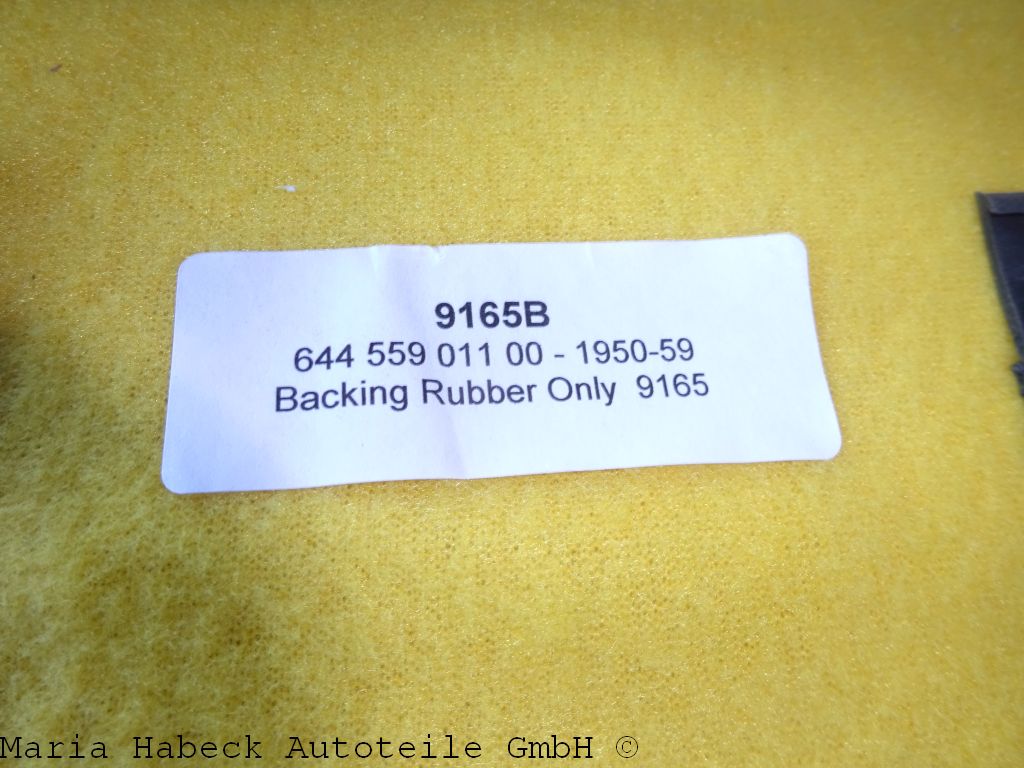 9165B
644 559 011 00 - 1950-59
Backing Rubber Only 9165
Maria Habeck Autoteile GmbH ©